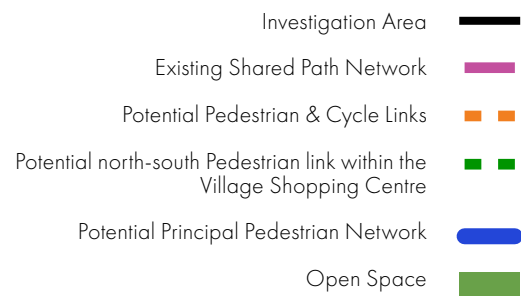 Investigation Area
Existing Shared Path Network
Potential Pedestrian & Cycle Links
Potential north-south Pedestrian link within the
Village Shopping Centre
Potential Principal Pedestrian Network
Open Space